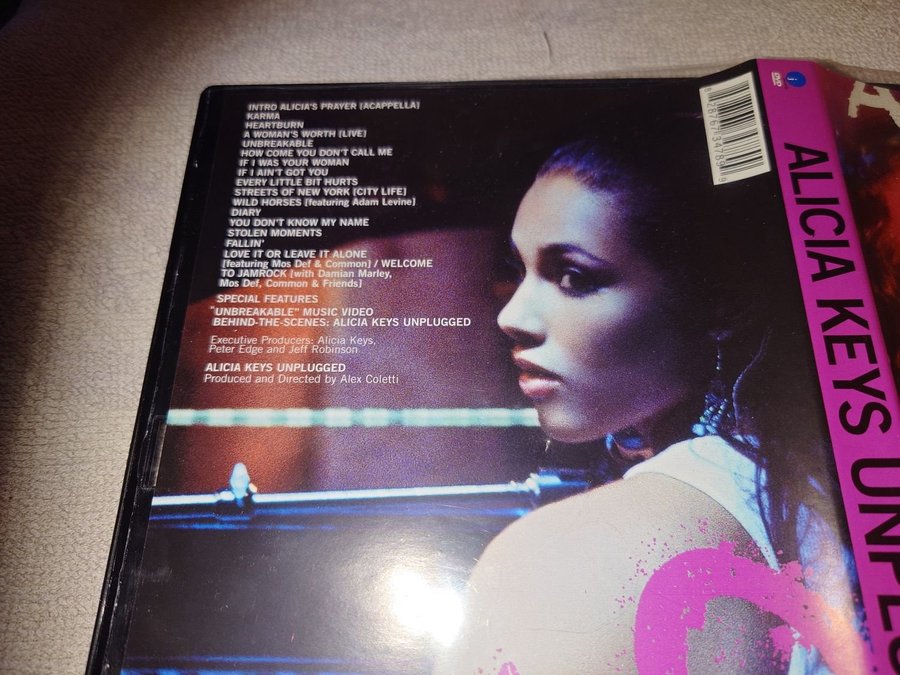 INTRO ALICIA'S PRAYER [ACAPPELLA]
KARMA
HEARTBURN
A WOMAN'S WORTH [LIVE]
UNBREAKABLE
HOW COME YOU DON'T CALL ME
IF I WAS YOUR WOMAN
IF I AIN'T GOT YOU
EVERY LITTLE BIT HURTS
STREETS OF NEW YORK [CITY LIFE]
WILD HORSES [featuring Adam Levine]
DIARY
YOU DON'T KNOW MY NAME
STOLEN MOMENTS
FALLIN'
LOVE IT OR LEAVE IT ALONE
[featuring Mos Def & Common] / WELCOME
TO JAMROCK [with Damian Marley,
Mos Def, Common & Friends]
SPECIAL FEATURES
"UNBREAKABLE" MUSIC VIDEO
BEHIND-THE-SCENES: ALICIA KEYS UNPLUGGED
Executive Producers: Alicia Keys,
Peter Edge and Jeff Robinson
ALICIA KEYS UNPLUGGED
Produced and Directed by Alex Coletti
DVD
ALICIA KEYS UNPLUG